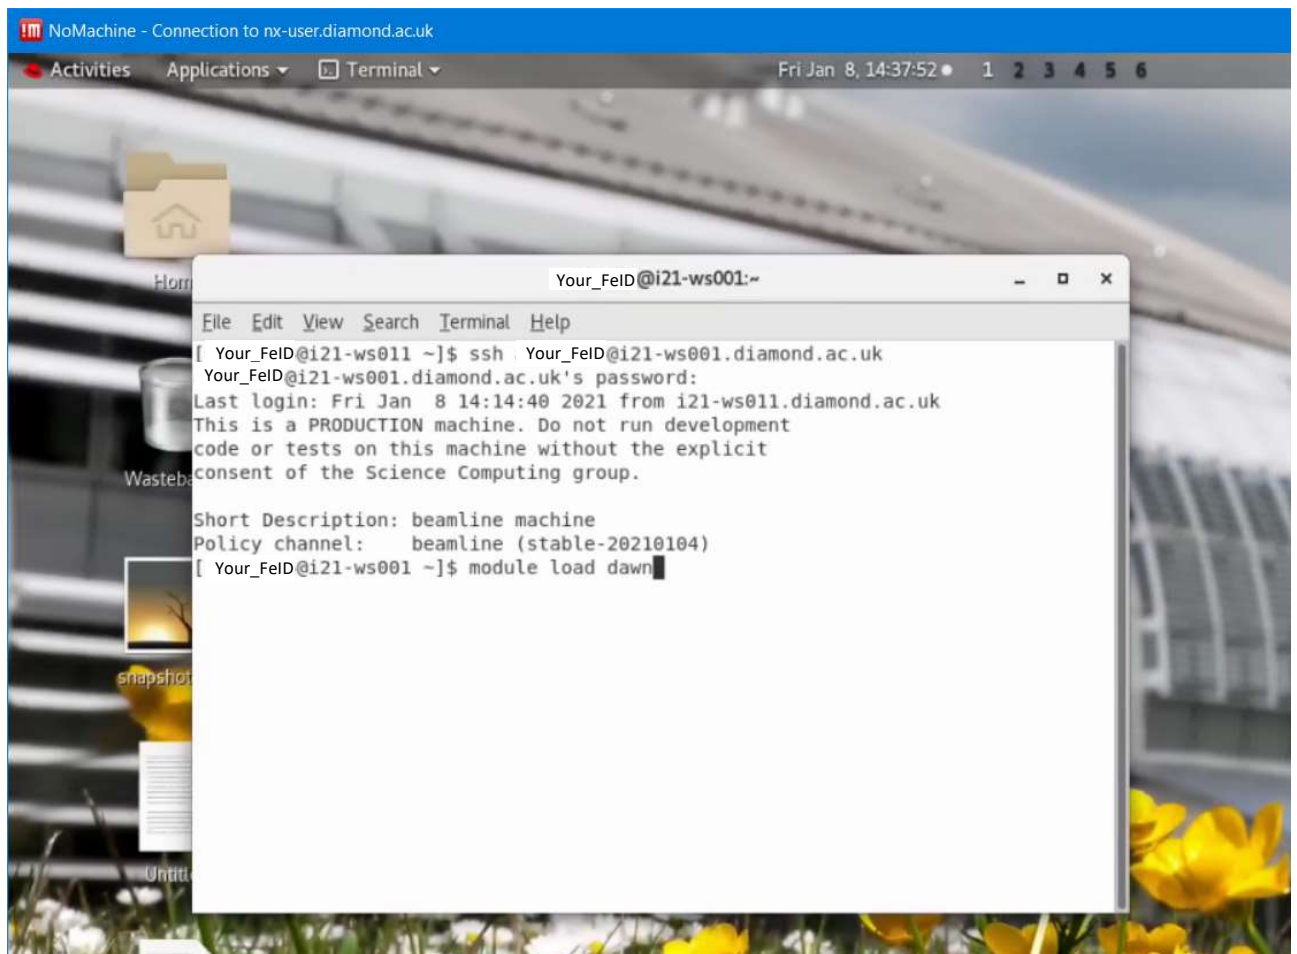 NoMachine - Connection to nx-user.diamond.ac.uk
Activities Applications Terminal Fri Jan 8, 14:37:52 1 2 3 4 5 6
Home
Your_FeID@i21-ws001:~
File Edit View Search Terminal Help
[ Your_FeID@i21-ws011 ~]$ ssh Your_FeID@i21-ws001.diamond.ac.uk
Your_FeID@i21-ws001.diamond.ac.uk's password:
Last login: Fri Jan 8 14:14:40 2021 from i21-ws011.diamond.ac.uk
This is a PRODUCTION machine. Do not run development
code or tests on this machine without the explicit
consent of the Science Computing group.
Short Description: beamline machine
Policy channel: beamline (stable-20210104)
[ Your_FeID@i21-ws001 ~]$ module load dawn
snapshot